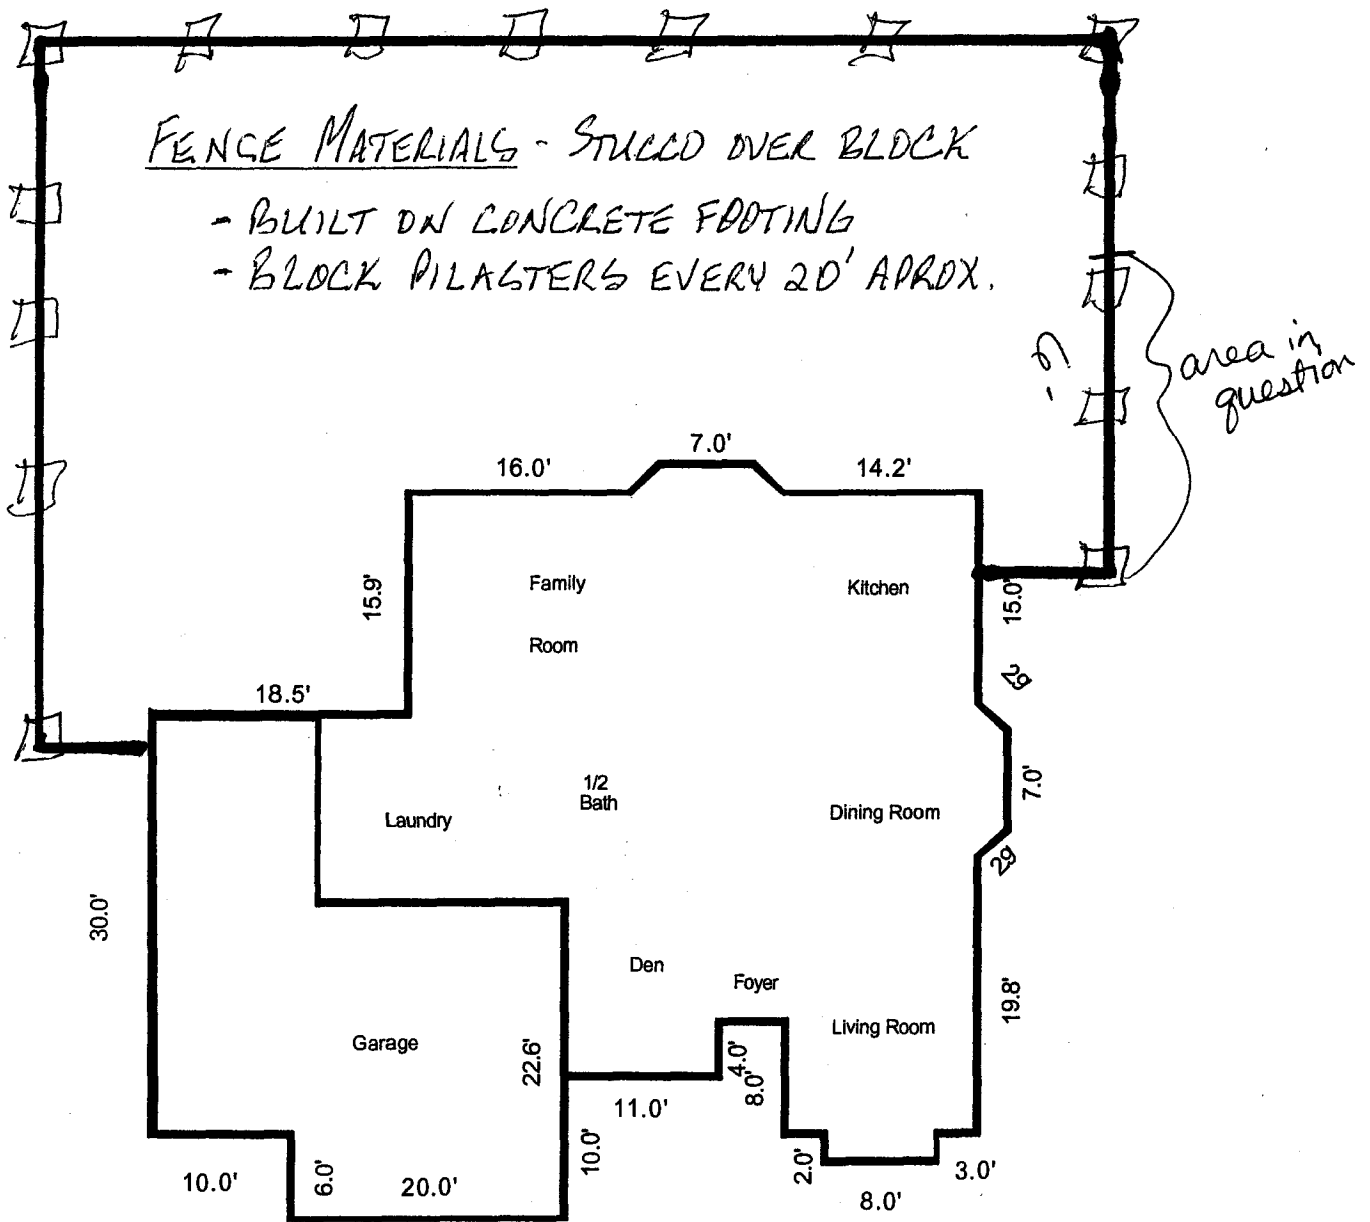 FENCE MATERIALS - STUCCO OVER BLOCK
- BUILT ON CONCRETE FOOTING
- BLOCK PILASTERS EVERY 20' APROX.
area in
question
7.0'
16.0'
14.2'
15.9'
Family
Room
Kitchen
15.0'
18.5'
29
7.0'
29
1/2
Bath
Laundry
Dining Room
30.0'
Den
Foyer
Living Room
19.8'
Garage
22.6'
4.0'
8.0'
11.0'
10.0'
2.0'
3.0'
8.0'
10.0'
6.0'
20.0'